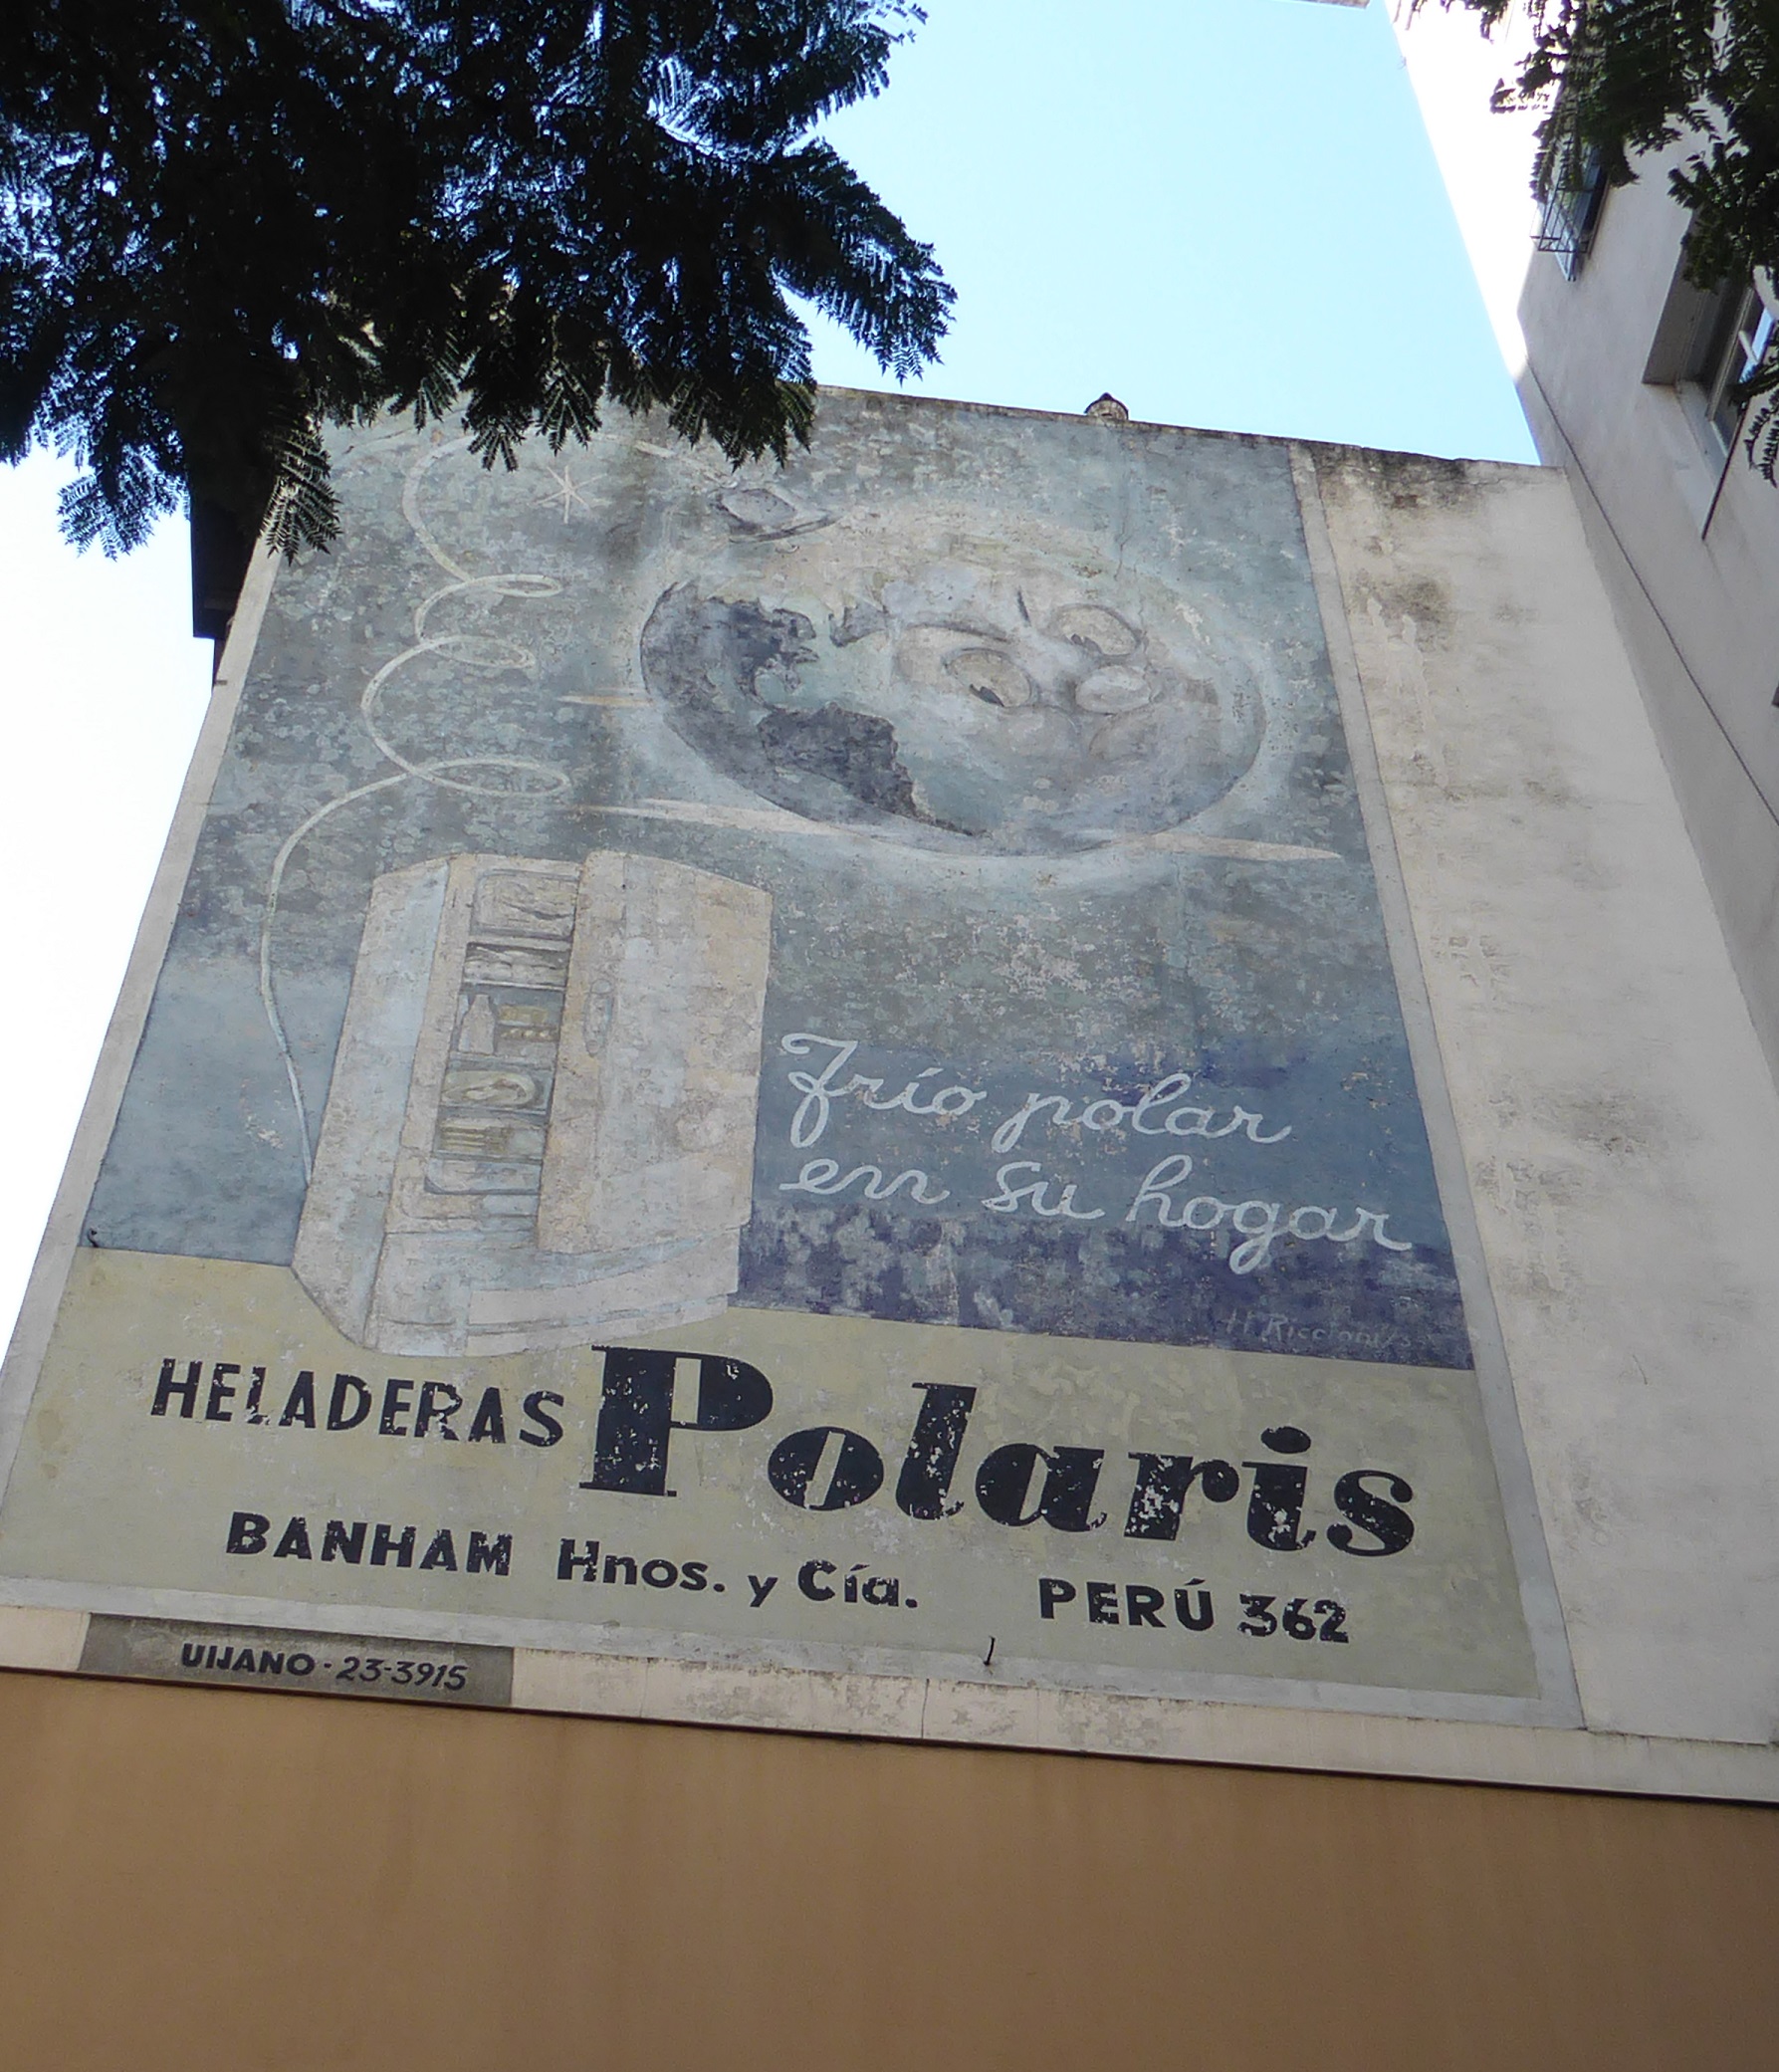 Frío polar
en su hogar
HELADERAS Polaris
BANHAM Hnos. y Cía. PERÚ 362
UIJANO - 23-3915